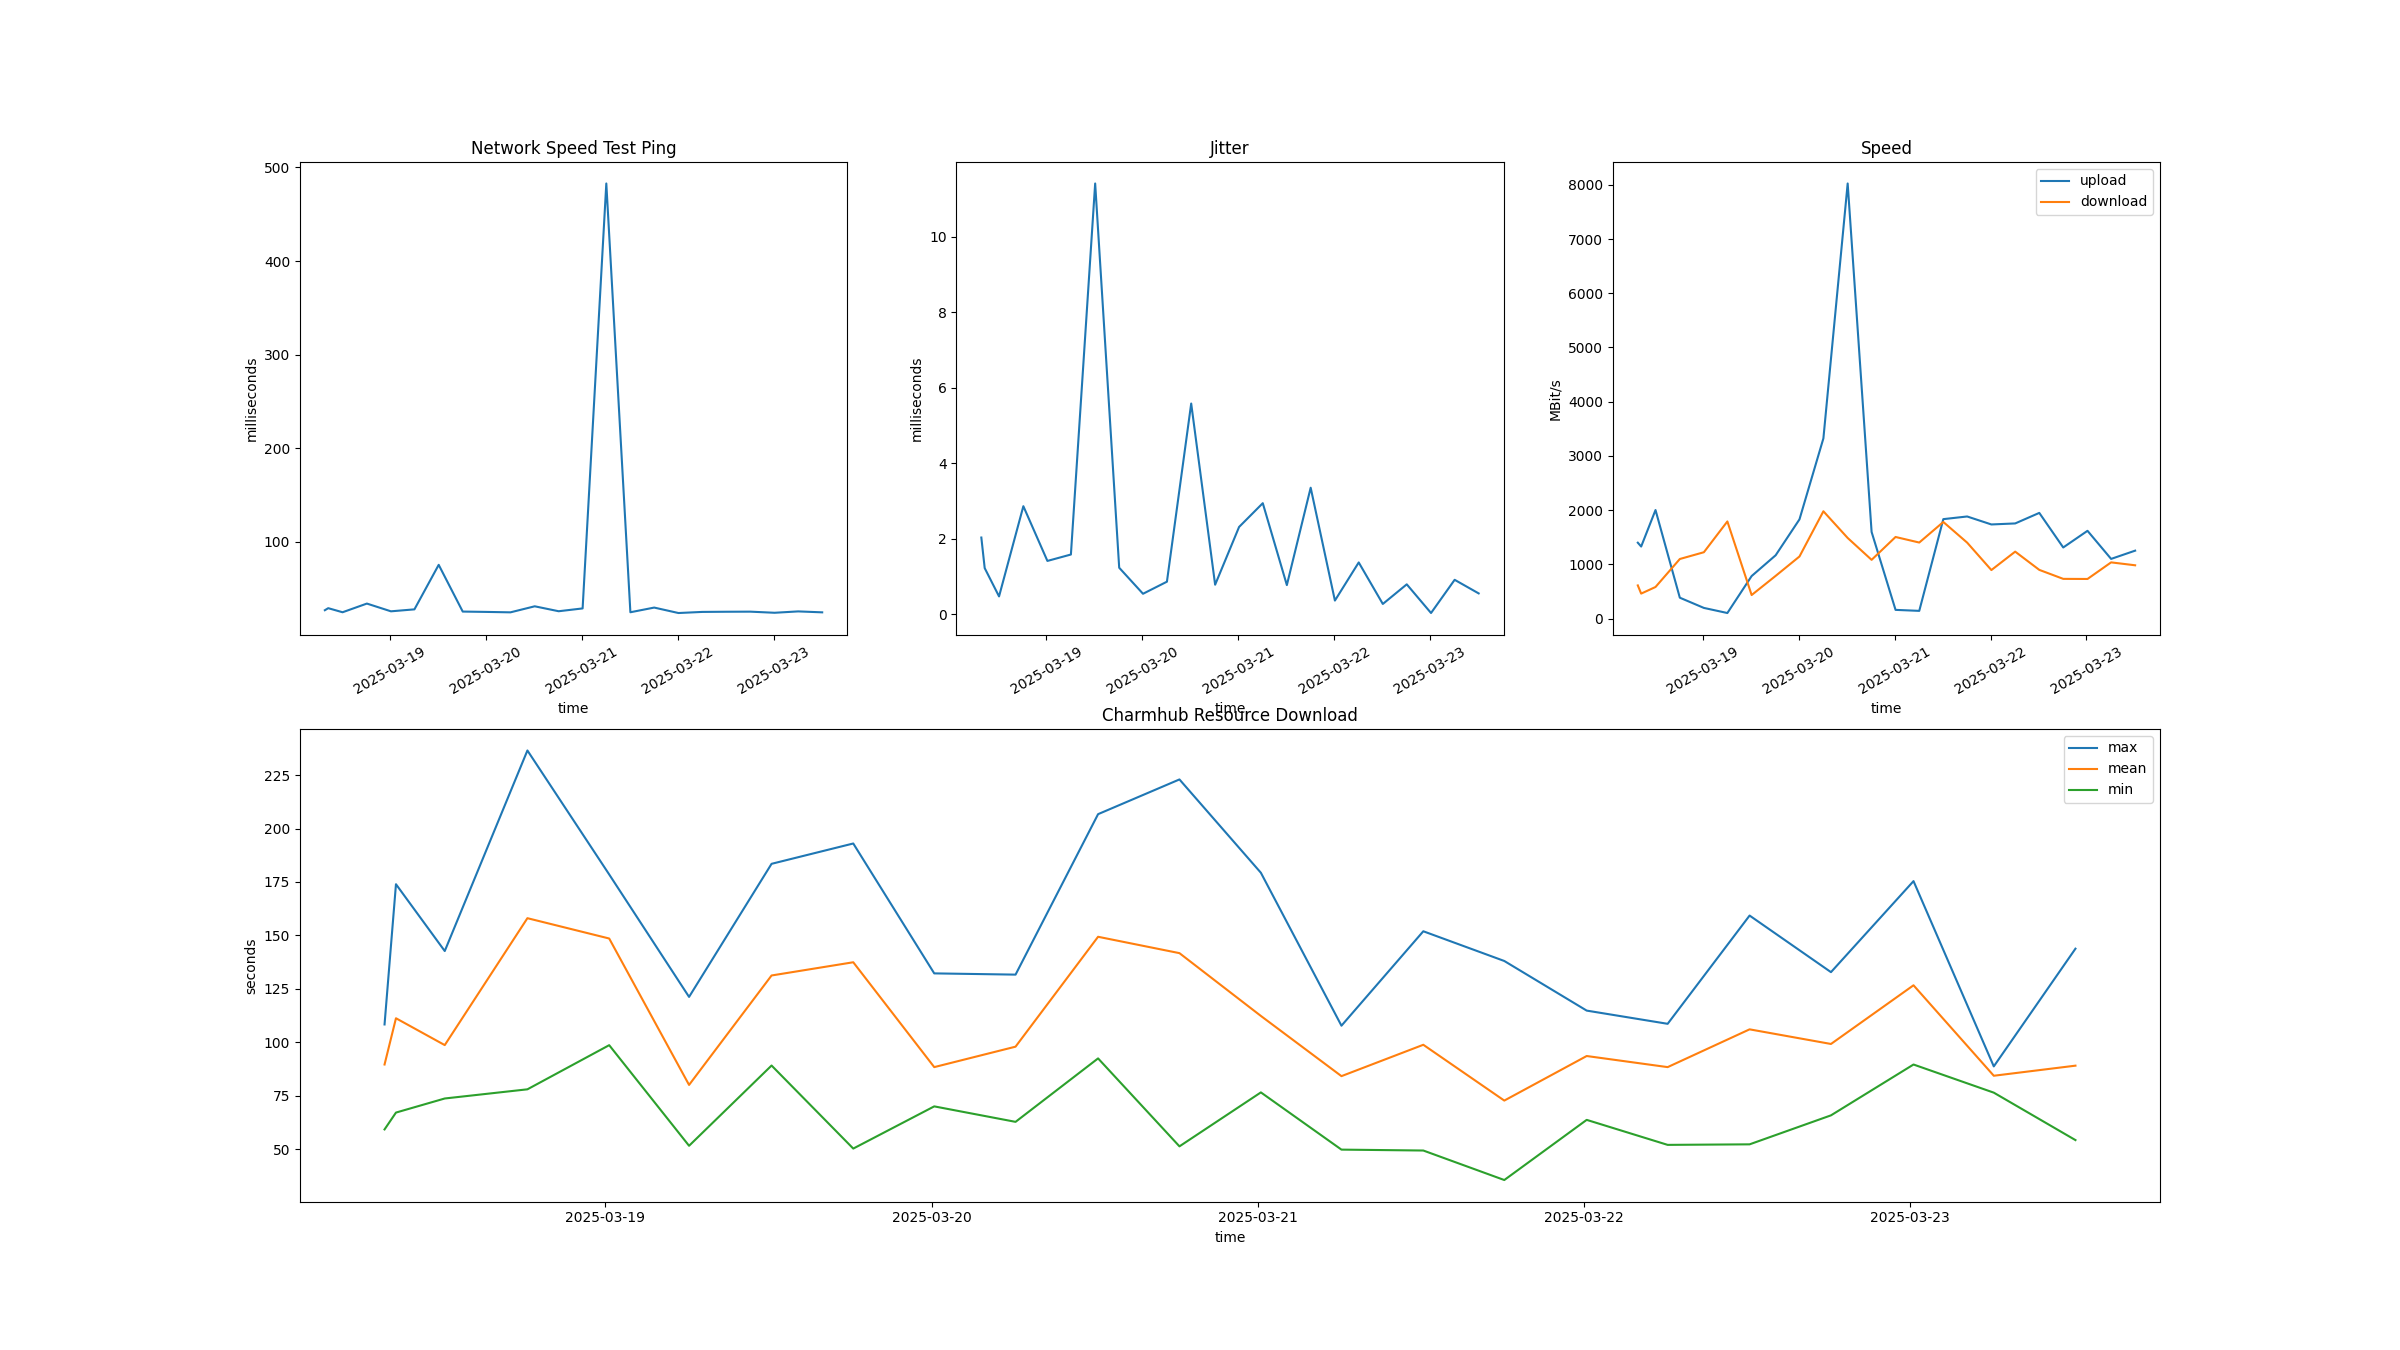 Network Speed Test Ping
500
400
300
200
100
milliseconds
2025-03-19
2025-03-20
2025-03-21
2025-03-22
2025-03-23
time
Jitter
10
8
6
4
2
0
milliseconds
2025-03-19
2025-03-20
2025-03-21
2025-03-22
2025-03-23
time
Speed
upload
download
8000
7000
6000
5000
4000
3000
2000
1000
0
MBit/s
2025-03-19
2025-03-20
2025-03-21
2025-03-22
2025-03-23
time
Charmhub Resource Download
max
mean
min
225
200
175
150
125
100
75
50
seconds
2025-03-19
2025-03-20
2025-03-21
2025-03-22
2025-03-23
time